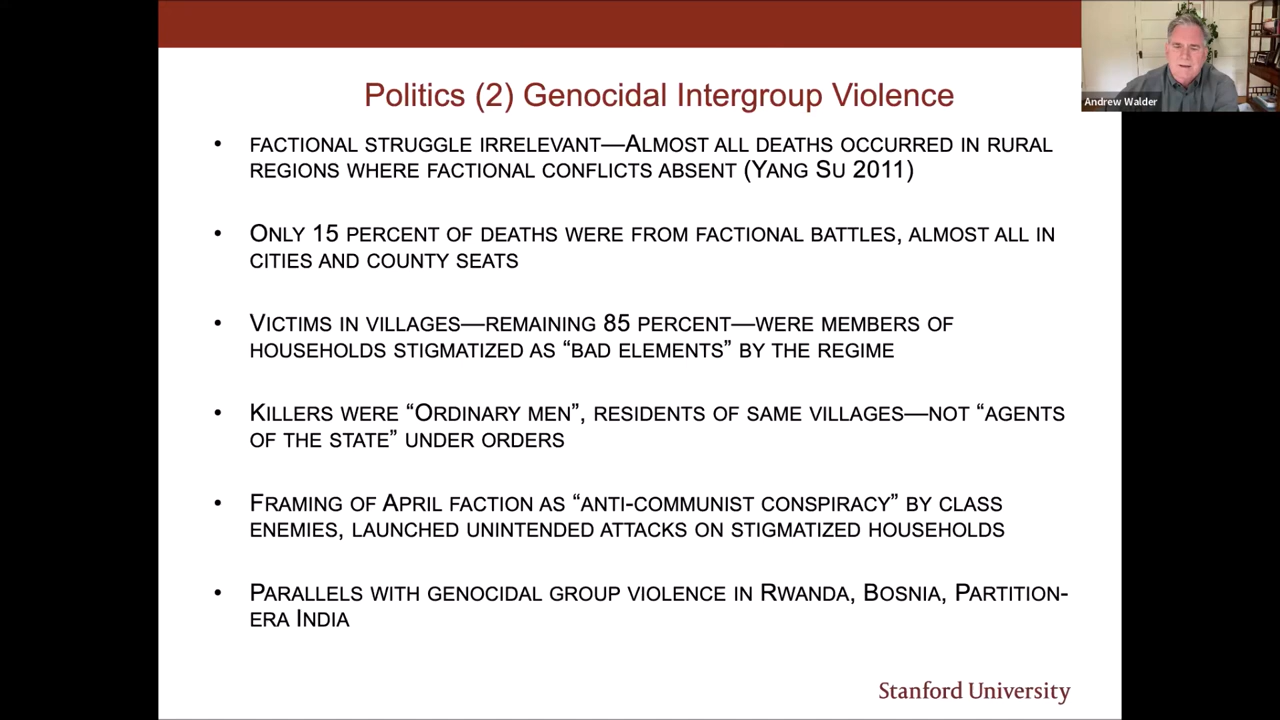 Politics (2) Genocidal Intergroup Violence
Andrew Walder
• FACTIONAL STRUGGLE IRRELEVANT—ALMOST ALL DEATHS OCCURRED IN RURAL
REGIONS WHERE FACTIONAL CONFLICTS ABSENT (YANG SU 2011)
• ONLY 15 PERCENT OF DEATHS WERE FROM FACTIONAL BATTLES, ALMOST ALL IN
CITIES AND COUNTY SEATS
• VICTIMS IN VILLAGES—REMAINING 85 PERCENT—WERE MEMBERS OF
HOUSEHOLDS STIGMATIZED AS “BAD ELEMENTS” BY THE REGIME
• KILLERS WERE “ORDINARY MEN”, RESIDENTS OF SAME VILLAGES—NOT “AGENTS
OF THE STATE” UNDER ORDERS
• FRAMING OF APRIL FACTION AS “ANTI-COMMUNIST CONSPIRACY” BY CLASS
ENEMIES, LAUNCHED UNINTENDED ATTACKS ON STIGMATIZED HOUSEHOLDS
• PARALLELS WITH GENOCIDAL GROUP VIOLENCE IN RWANDA, BOSNIA, PARTITION-
ERA INDIA
Stanford University